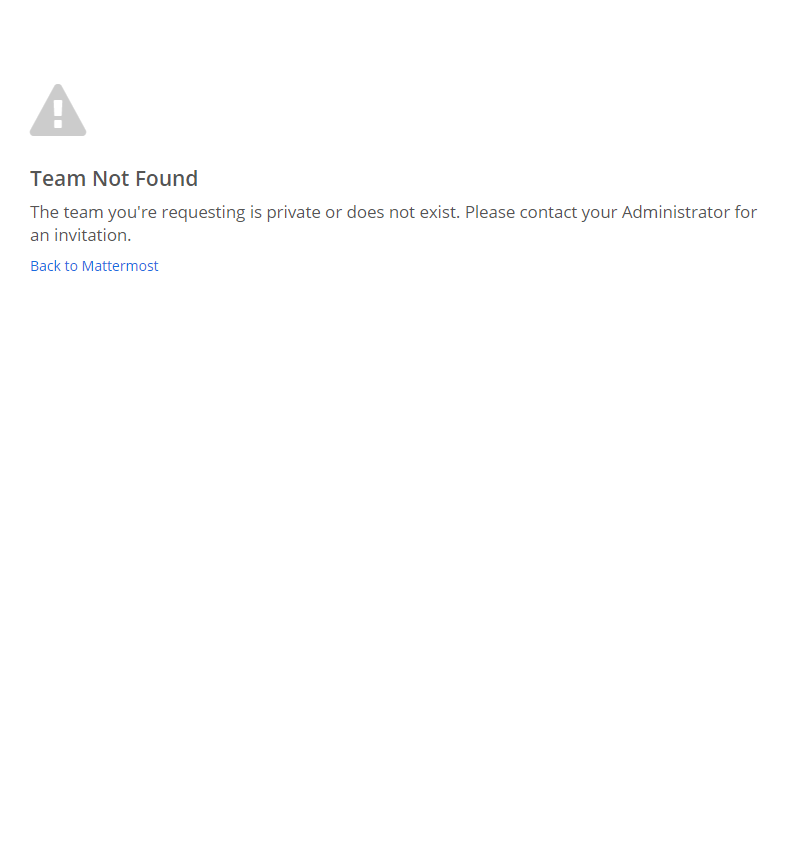 Team Not Found
The team you're requesting is private or does not exist. Please contact your Administrator for
an invitation.
Back to Mattermost